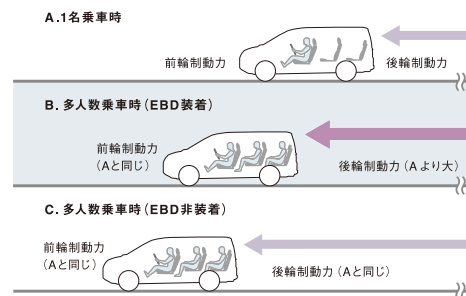 A.1名乗車時
前輪制動力
後輪制動力
B. 多人数乗車時(EBD装着)
前輪制動力
(Aと同じ)
後輪制動力(Aより大)
C. 多人数乗車時(EBD非装着)
前輪制動力
(Aと同じ)
後輪制動力(Aと同じ)